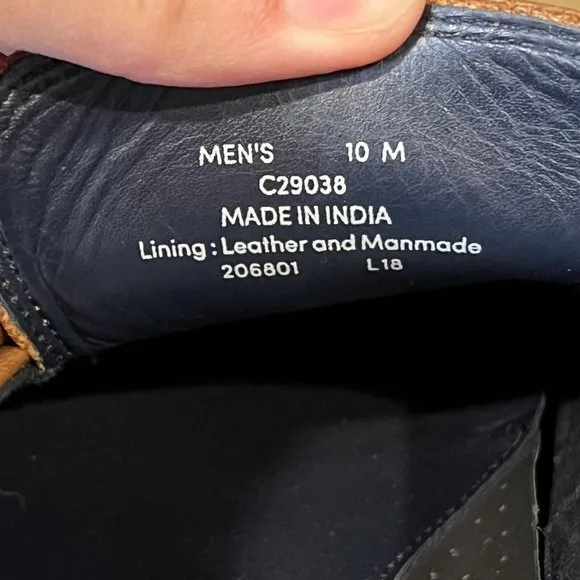 MEN'S 10 M
C29038
MADE IN INDIA
Lining: Leather and Manmade
206801 L18